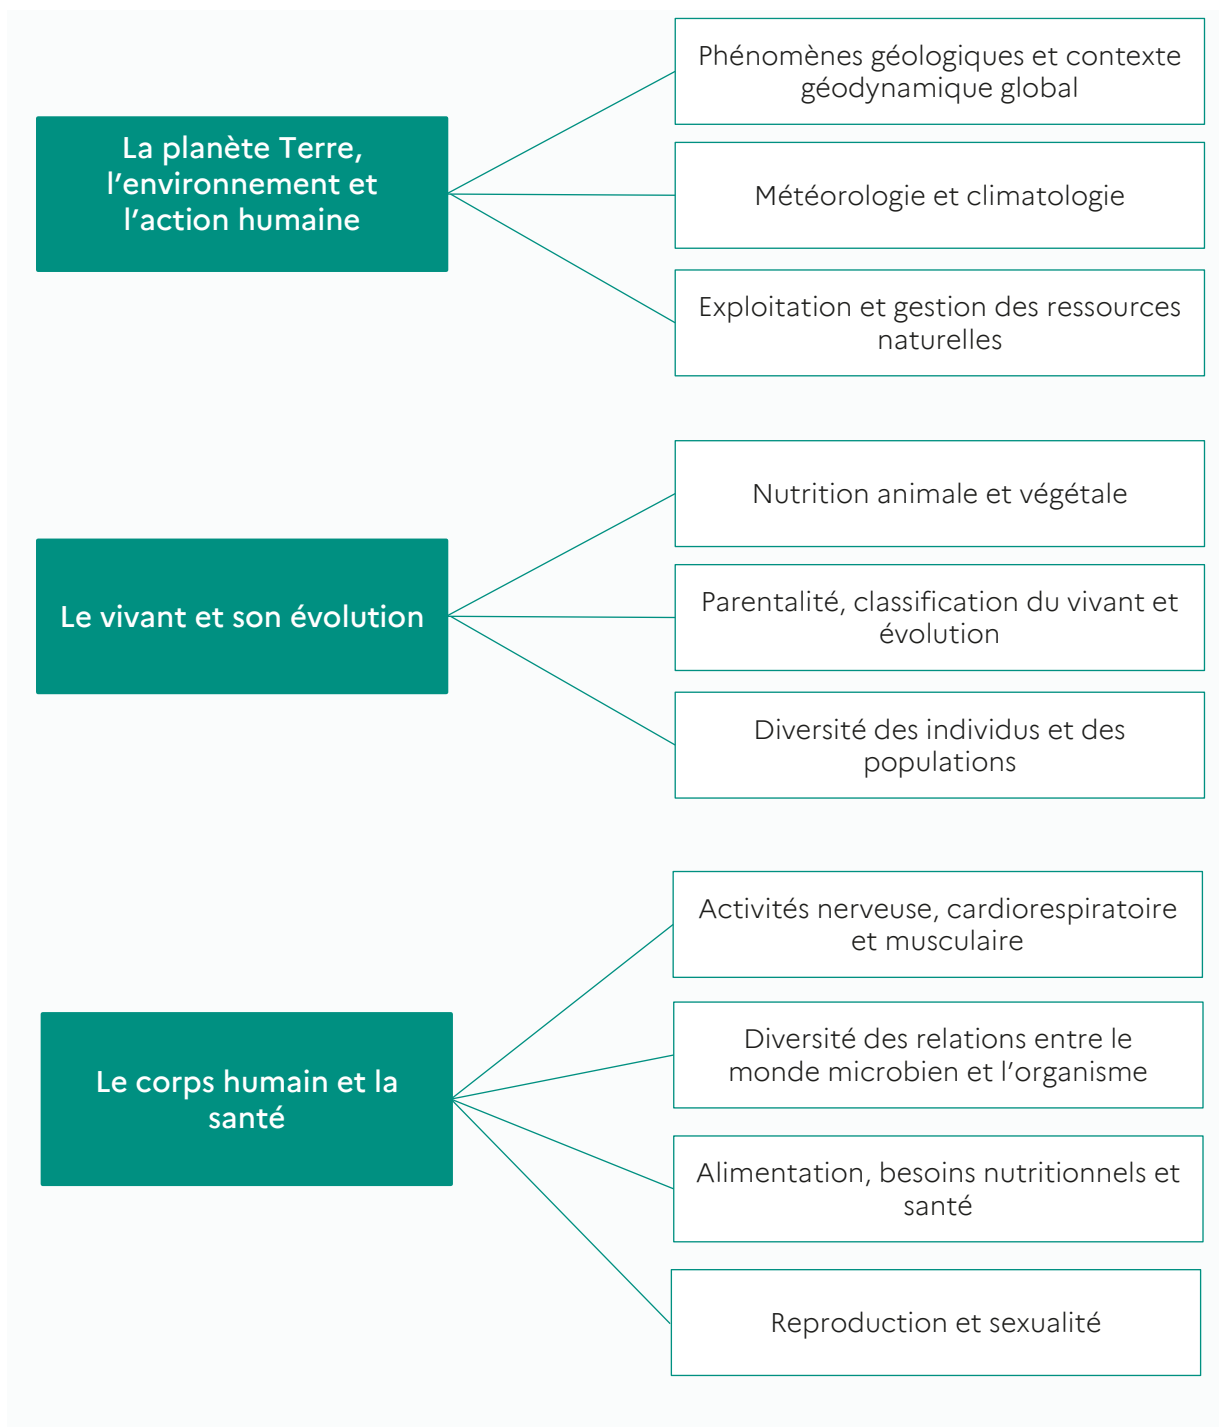 La planète Terre,
l’environnement et
l’action humaine
Phénomènes géologiques et contexte
géodynamique global
Météorologie et climatologie
Exploitation et gestion des ressources
naturelles
Le vivant et son évolution
Nutrition animale et végétale
Parentalité, classification du vivant et
évolution
Diversité des individus et des
populations
Le corps humain et la
santé
Activités nerveuse, cardiorespiratoire
et musculaire
Diversité des relations entre le
monde microbien et l’organisme
Alimentation, besoins nutritionnels et
santé
Reproduction et sexualité